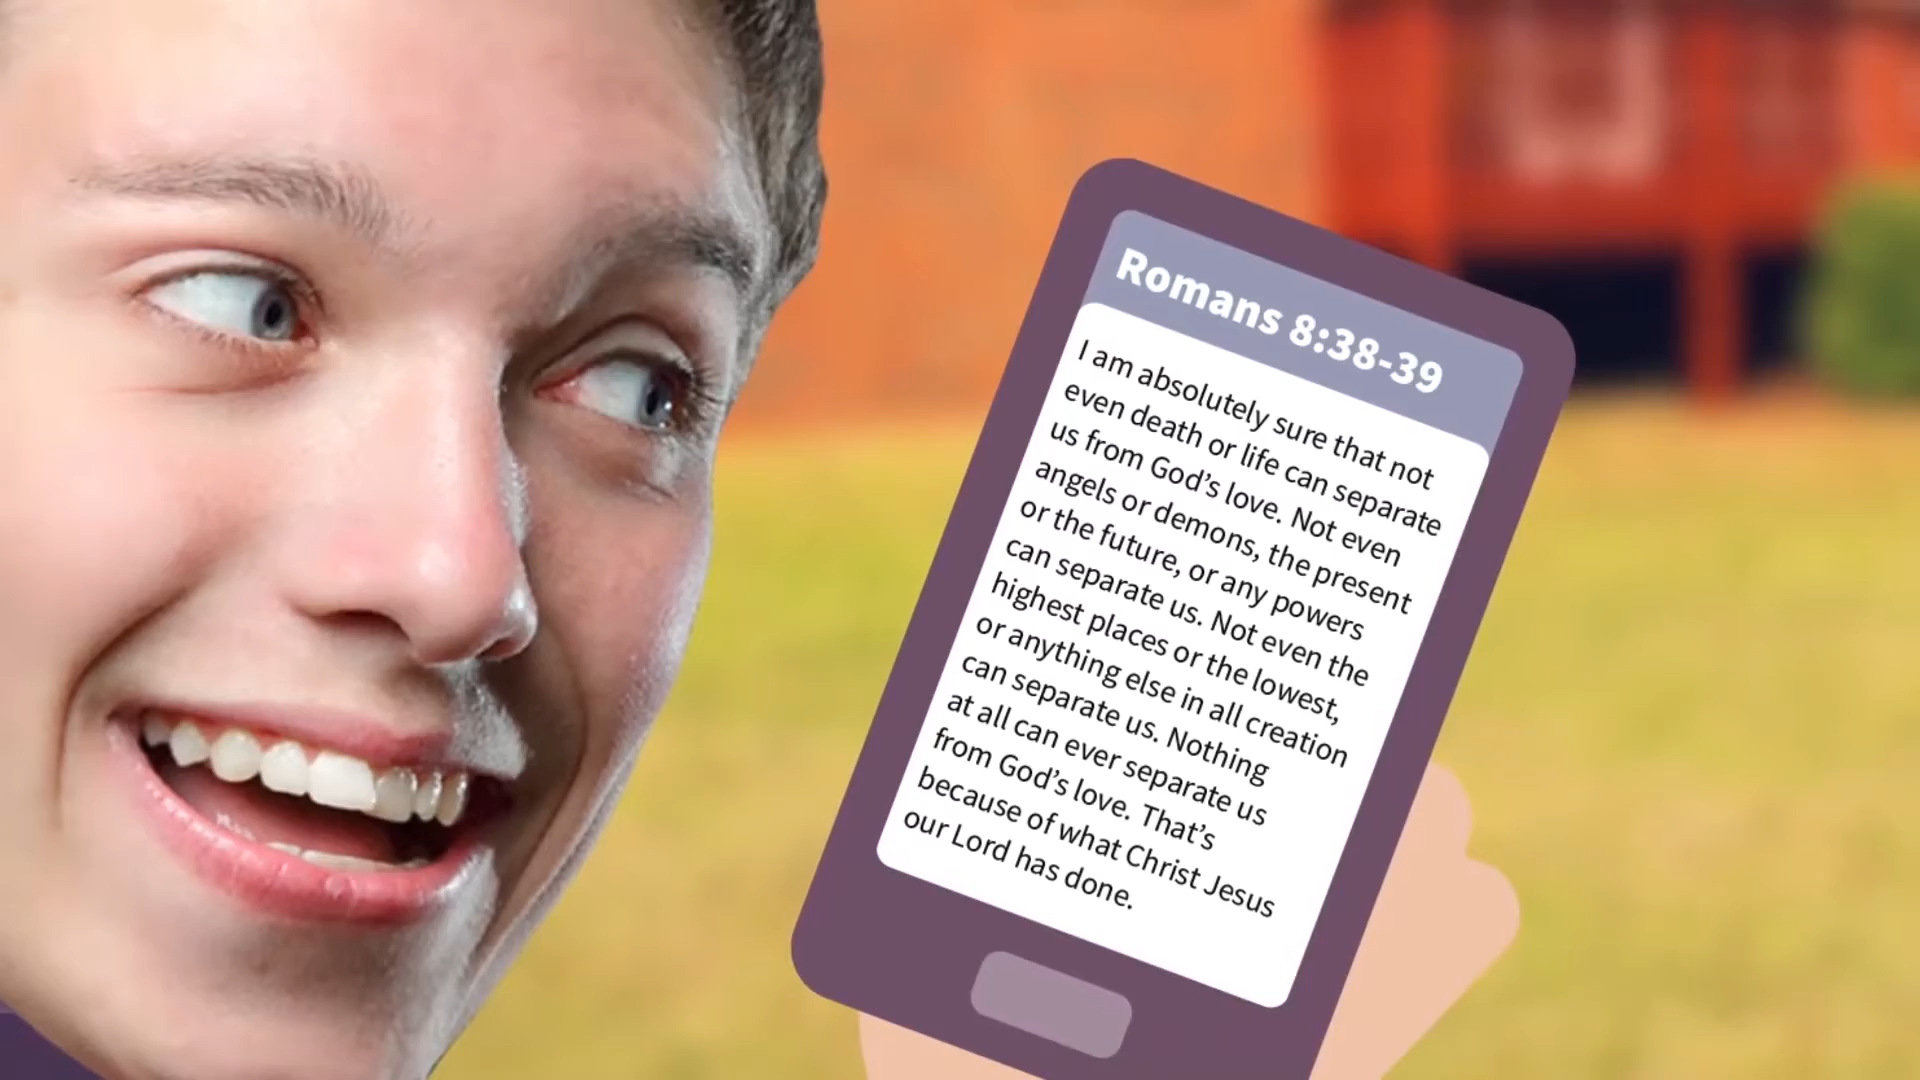 Romans 8:38-39
I am absolutely sure that not
even death or life can separate
us from God’s love. Not even
angels or demons, the present
or the future, or any powers
can separate us. Not even the
highest places or the lowest,
or anything else in all creation
can separate us. Nothing
at all can ever separate us
from God’s love. That’s
because of what Christ Jesus
our Lord has done.